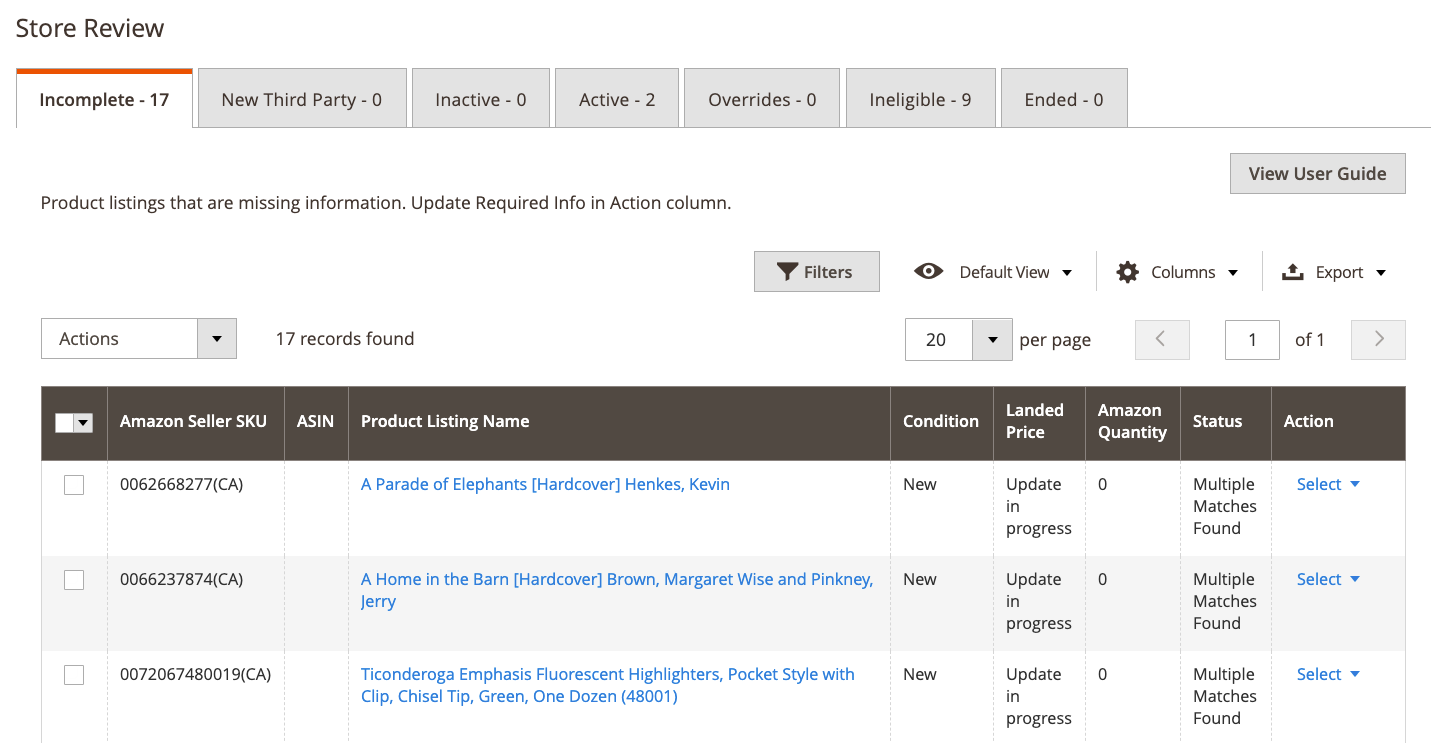 Store Review
Incomplete - 17
New Third Party - 0
Inactive - 0
Active - 2
Overrides - 0
Ineligible - 9
Ended - 0
View User Guide
Product listings that are missing information. Update Required Info in Action column.
Filters
Default View
Columns
Export
Actions
17 records found
20
per page
1
of 1
Amazon Seller SKU
ASIN
Product Listing Name
Condition
Landed
Price
Amazon
Quantity
Status
Action
0062668277(CA)
A Parade of Elephants [Hardcover] Henkes, Kevin
New
Update
in
progress
0
Multiple
Matches
Found
Select
0066237874(CA)
A Home in the Barn [Hardcover] Brown, Margaret Wise and Pinkney,
Jerry
New
Update
in
progress
0
Multiple
Matches
Found
Select
0072067480019(CA)
Ticonderoga Emphasis Fluorescent Highlighters, Pocket Style with
Clip, Chisel Tip, Green, One Dozen (48001)
New
Update
in
progress
0
Multiple
Matches
Found
Select